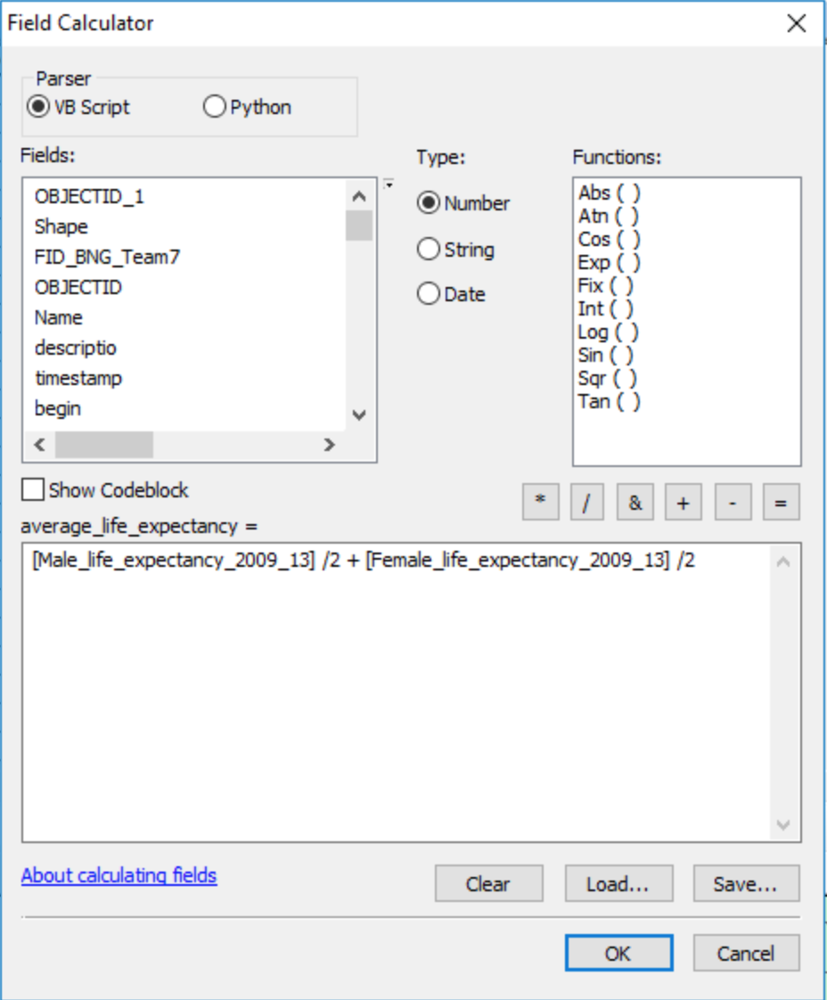 Field Calculator
Parser
VB Script Python
Fields: Type: Functions:
OBJECTID_1
Shape
FID_BNG_Team7
OBJECTID
Name
descriptio
timestamp
begin
Number
String
Date
Abs ( )
Atn ( )
Cos ( )
Exp ( )
Fix ( )
Int ( )
Log ( )
Sin ( )
Sqr ( )
Tan ( )
Show Codeblock
* / & + - =
average_life_expectancy =
[Male_life_expectancy_2009_13] /2 + [Female_life_expectancy_2009_13] /2
About calculating fields
Clear Load... Save...
OK Cancel